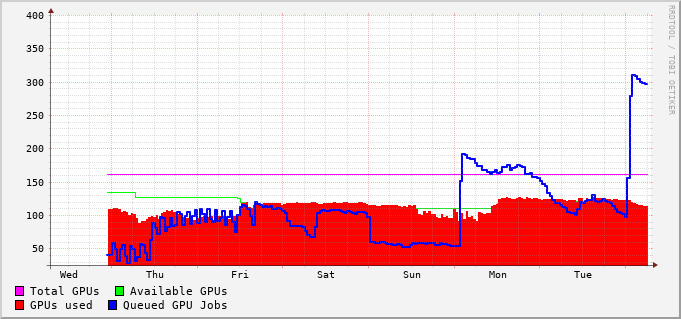 400
350
300
250
200
150
100
50
Wed Thu Fri Sat Sun Mon Tue
Total GPUs Available GPUs
GPUs used Queued GPU Jobs
RRDTOOL / TOBI OETIKER